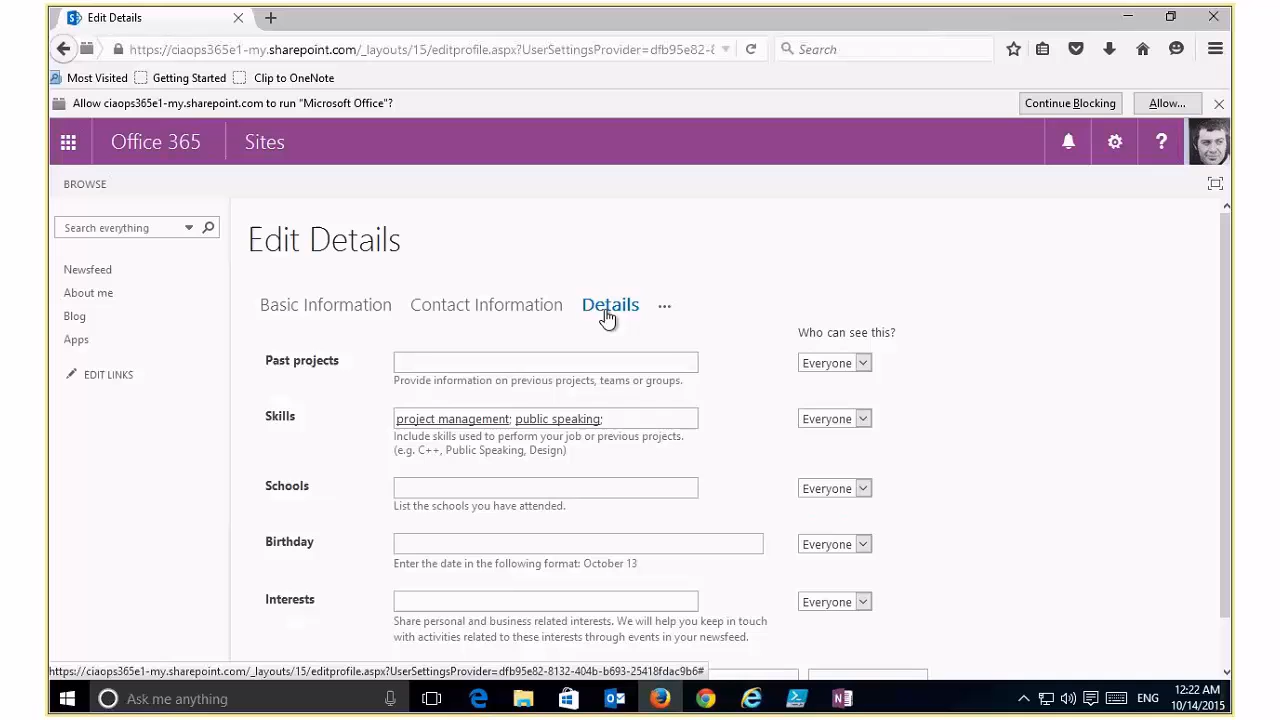 Edit Details
https://ciaops365e1-my.sharepoint.com/_layouts/15/editprofile.aspx?UserSettingsProvider=dfb95e82-8
Search
Most Visited
Getting Started
Clip to OneNote
Allow ciaops365e1-my.sharepoint.com to run "Microsoft Office"?
Continue Blocking
Allow...
Office 365
Sites
?
BROWSE
Search everything
Newsfeed
About me
Blog
Apps
EDIT LINKS
Edit Details
Basic Information
Contact Information
Details
...
Who can see this?
Past projects
Everyone
Provide information on previous projects, teams or groups.
Skills
project management; public speaking;
Everyone
Include skills used to perform your job or previous projects.
(e.g. C++, Public Speaking, Design)
Schools
Everyone
List the schools you have attended.
Birthday
Everyone
Enter the date in the following format: October 13
Interests
Everyone
Share personal and business related interests. We will help you keep in touch
with activities related to these interests through events in your newsfeed.
https://ciaops365e1-my.sharepoint.com/_layouts/15/editprofile.aspx?UserSettingsProvider=dfb95e82-8132-404b-b693-25418fdac9b6#
Ask me anything
ENG
12:22 AM
10/14/2015